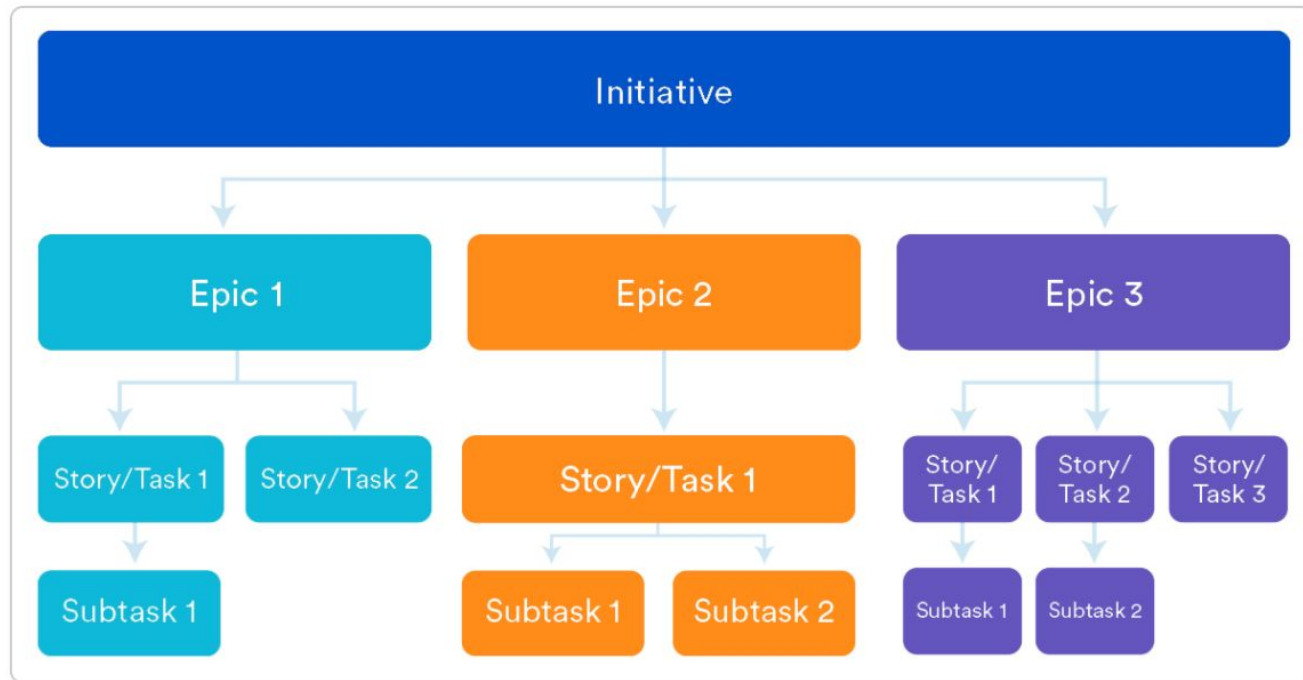 Initiative
Epic 1
Epic 2
Epic 3
Story/Task 1
Story/Task 2
Story/Task 1
Story/
Task 1
Story/
Task 2
Story/
Task 3
Subtask 1
Subtask 1
Subtask 2
Subtask 1
Subtask 2